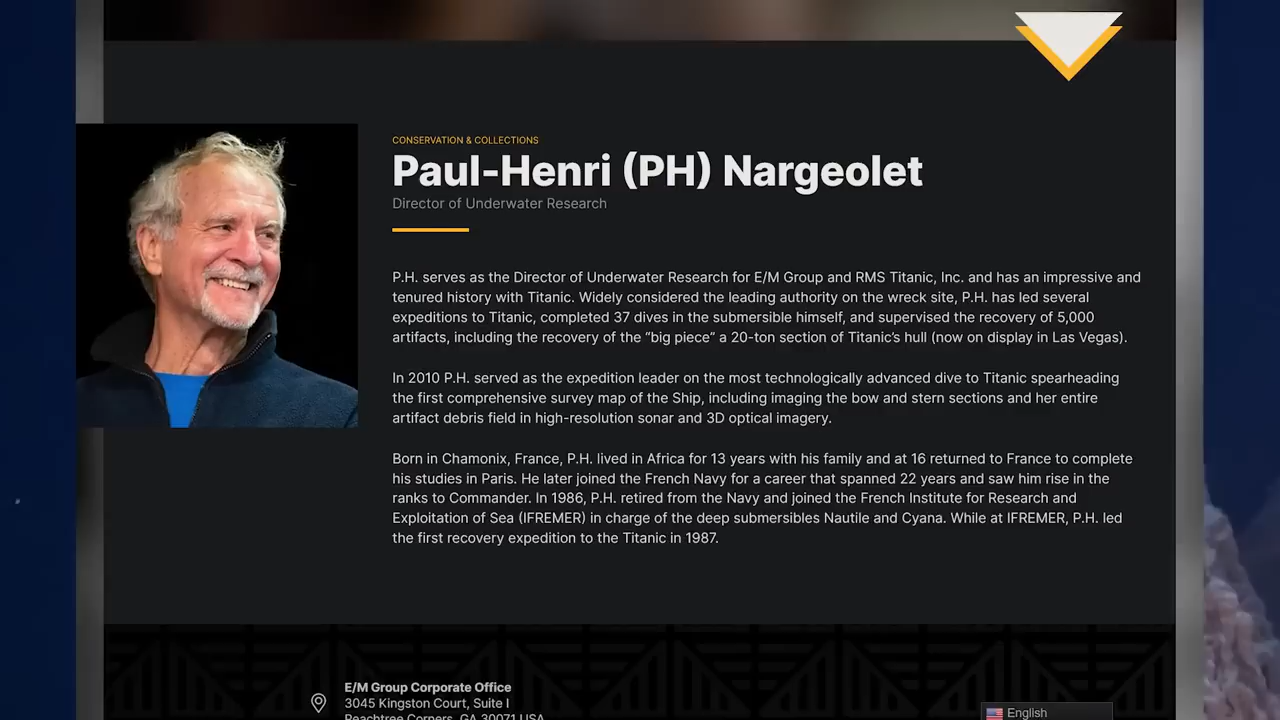 CONSERVATION & COLLECTIONS
Paul-Henri (PH) Nargeolet
Director of Underwater Research
P.H. serves as the Director of Underwater Research for E/M Group and RMS Titanic, Inc. and has an impressive and
tenured history with Titanic. Widely considered the leading authority on the wreck site, P.H. has led several
expeditions to Titanic, completed 37 dives in the submersible himself, and supervised the recovery of 5,000
artifacts, including the recovery of the “big piece” a 20-ton section of Titanic’s hull (now on display in Las Vegas).
In 2010 P.H. served as the expedition leader on the most technologically advanced dive to Titanic spearheading
the first comprehensive survey map of the Ship, including imaging the bow and stern sections and her entire
artifact debris field in high-resolution sonar and 3D optical imagery.
Born in Chamonix, France, P.H. lived in Africa for 13 years with his family and at 16 returned to France to complete
his studies in Paris. He later joined the French Navy for a career that spanned 22 years and saw him rise in the
ranks to Commander. In 1986, P.H. retired from the Navy and joined the French Institute for Research and
Exploitation of Sea (IFREMER) in charge of the deep submersibles Nautile and Cyana. While at IFREMER, P.H. led
the first recovery expedition to the Titanic in 1987.
E/M Group Corporate Office
3045 Kingston Court, Suite I
Peachtree Corners, GA 30071 USA
English